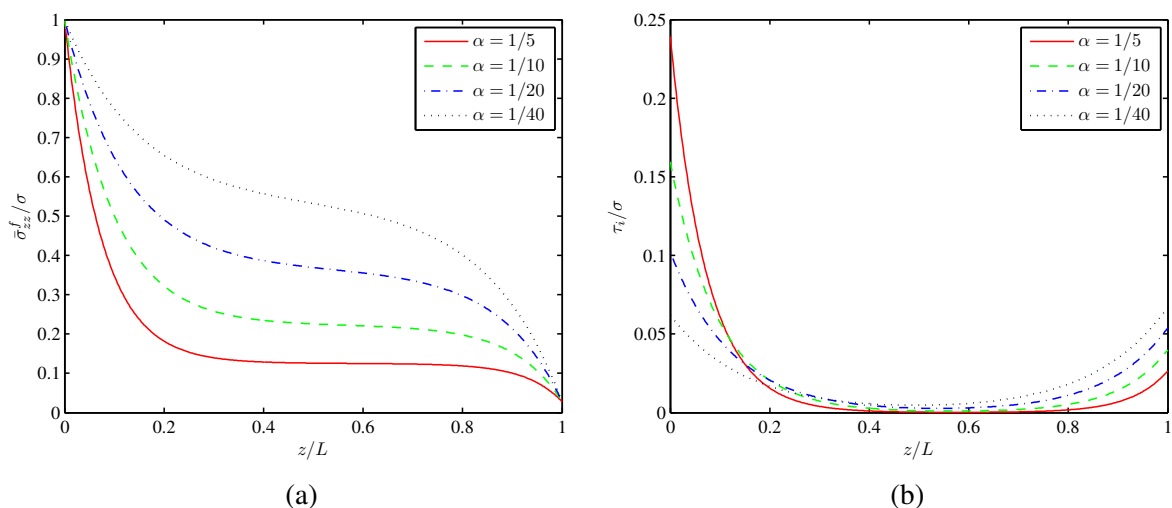 1
0.9
0.8
0.7
0.6
0.5
0.4
0.3
0.2
0.1
0
0 0.2 0.4 0.6 0.8 1
z/L
σ̄ᶠ_zz/σ
α = 1/5
α = 1/10
α = 1/20
α = 1/40
(a)
0.25
0.2
0.15
0.1
0.05
0
0 0.2 0.4 0.6 0.8 1
z/L
τ_i/σ
α = 1/5
α = 1/10
α = 1/20
α = 1/40
(b)